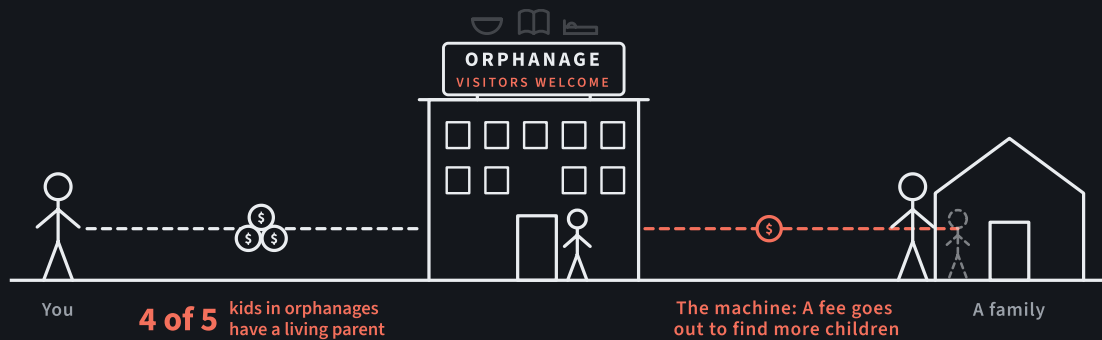 ORPHANAGE
VISITORS WELCOME
$
$ $
$
You
4 of 5
kids in orphanages
have a living parent
The machine: A fee goes
out to find more children
A family